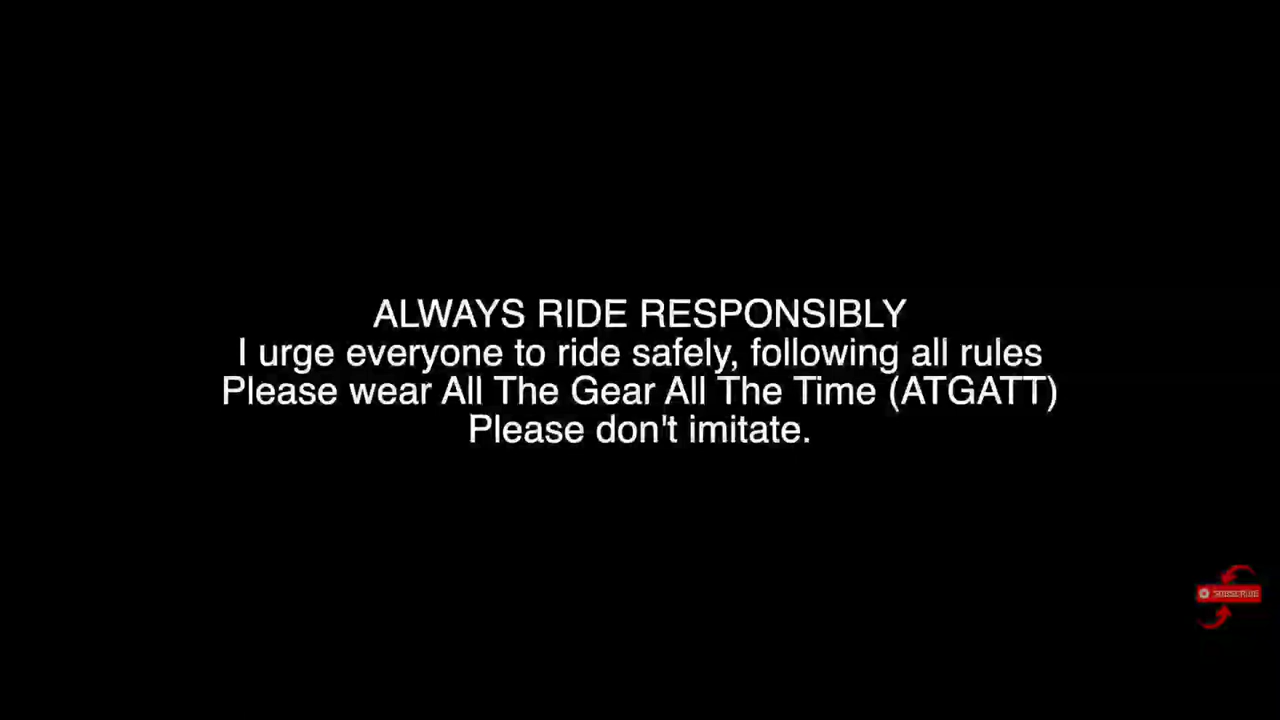 ALWAYS RIDE RESPONSIBLY
I urge everyone to ride safely, following all rules
Please wear All The Gear All The Time (ATGATT)
Please don't imitate.
SUBSCRIBE